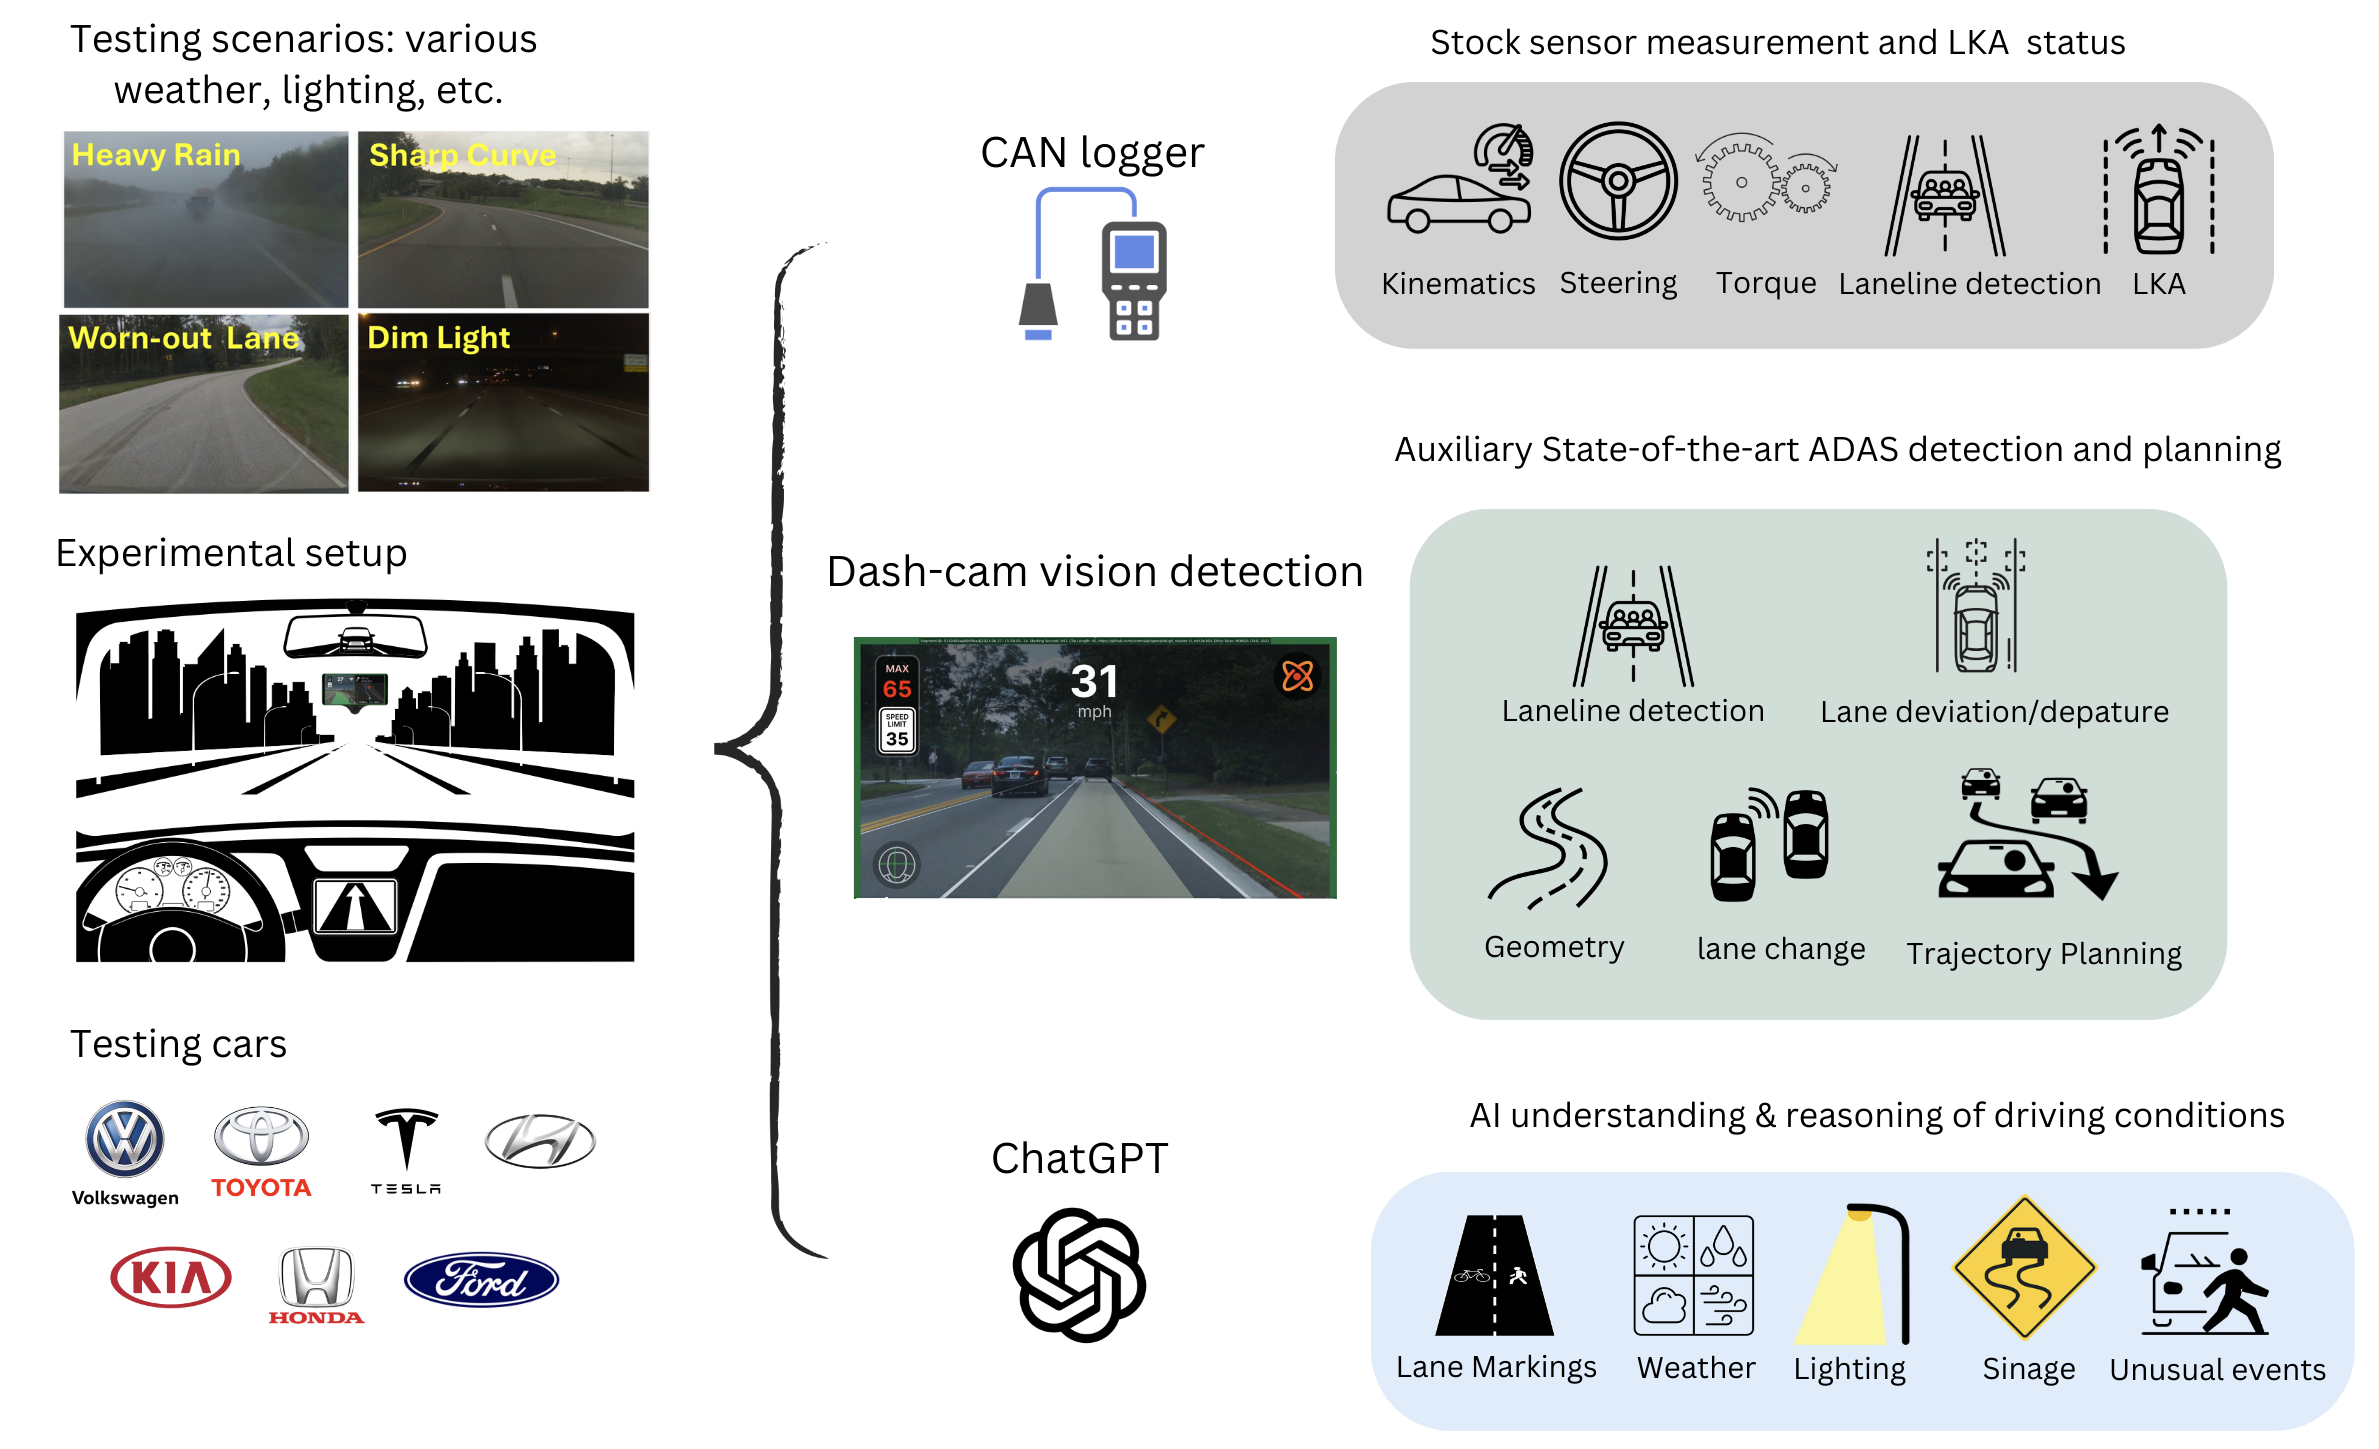 Testing scenarios: various
weather, lighting, etc.
Heavy Rain
Sharp Curve
Worn-out Lane
Dim Light
Experimental setup
Testing cars
Volkswagen
TOYOTA
TESLA
KIA
HONDA
Ford
CAN logger
Dash-cam vision detection
MAX
65
SPEED
LIMIT
35
31
mph
ChatGPT
Stock sensor measurement and LKA status
Kinematics
Steering
Torque
Laneline detection
LKA
Auxiliary State-of-the-art ADAS detection and planning
Laneline detection
Lane deviation/depature
Geometry
lane change
Trajectory Planning
AI understanding & reasoning of driving conditions
Lane Markings
Weather
Lighting
Sinage
Unusual events